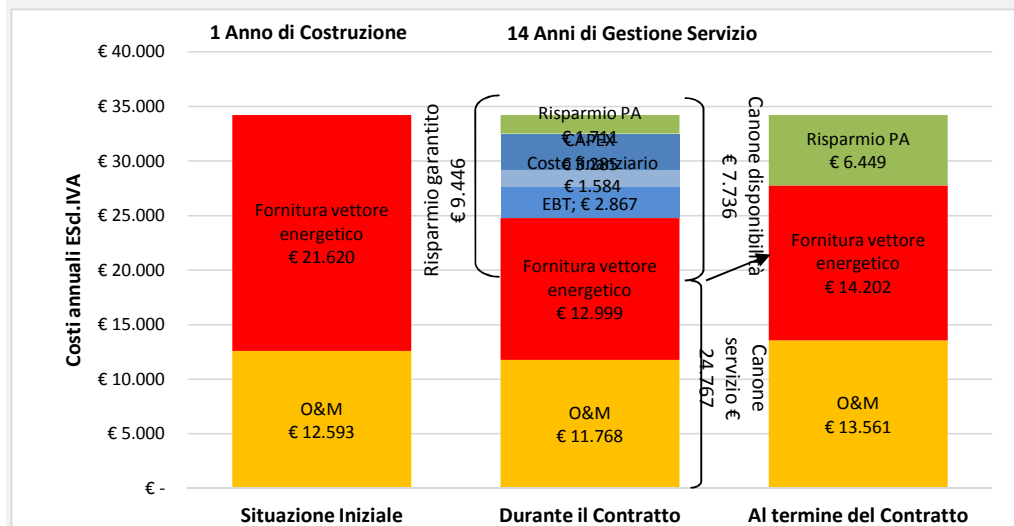 1 Anno di Costruzione
14 Anni di Gestione Servizio
Costi annuali ESd.IVA
€ 40.000
€ 35.000
€ 30.000
€ 25.000
€ 20.000
€ 15.000
€ 10.000
€ 5.000
€ -
Fornitura vettore
energetico
€ 21.620
O&M
€ 12.593
Risparmio garantito
€ 9.446
Risparmio PA
€ 1.711
CAPEX
€ 3.285
Costo finanziario
€ 1.584
EBT; € 2.867
Fornitura vettore
energetico
€ 12.999
O&M
€ 11.768
Canone disponibilità
€ 7.736
Canone
servizio €
24.767
Risparmio PA
€ 6.449
Fornitura vettore
energetico
€ 14.202
O&M
€ 13.561
Situazione Iniziale
Durante il Contratto
Al termine del Contratto